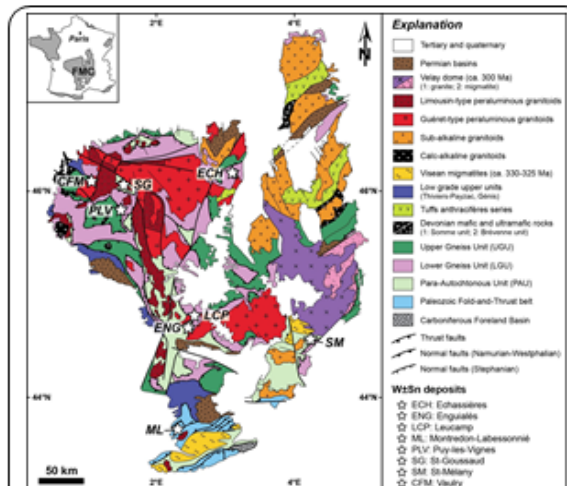 Paris
FMC
2°E
4°E
N
CFM
SG
ECH
PLV
46°N
LCP
ENG
SM
44°N
44°N
ML
50 km
2°E
4°E
Explanation
Tertiary and quaternary
Permian basins
Velay dome (ca. 300 Ma)
(1: granite; 2: migmatite)
Limousin-type peraluminous granitoids
Guéret-type peraluminous granitoids
Sub-alkaline granitoids
Calc-alkaline granitoids
Visean migmatites (ca. 330-325 Ma)
Low grade upper units
(Thiviers-Payzac, Génis)
Tuffs anthracifères series
Devonian mafic and ultramafic rocks
(1: Somme unit; 2: Brévenne unit)
Upper Gneiss Unit (UGU)
Lower Gneiss Unit (LGU)
Para-Autochtonous Unit (PAU)
Paleozoic Fold-and-Thrust belt
Carboniferous Foreland Basin
Thrust faults
Normal faults (Namurian-Westphalian)
Normal faults (Stephanian)
W±Sn deposits
ECH: Echassières
ENG: Enguialès
LCP: Leucamp
ML: Montredon-Labessonnié
PLV: Puy-les-Vignes
SG: St-Goussaud
SM: St-Mélany
CFM: Vaulry